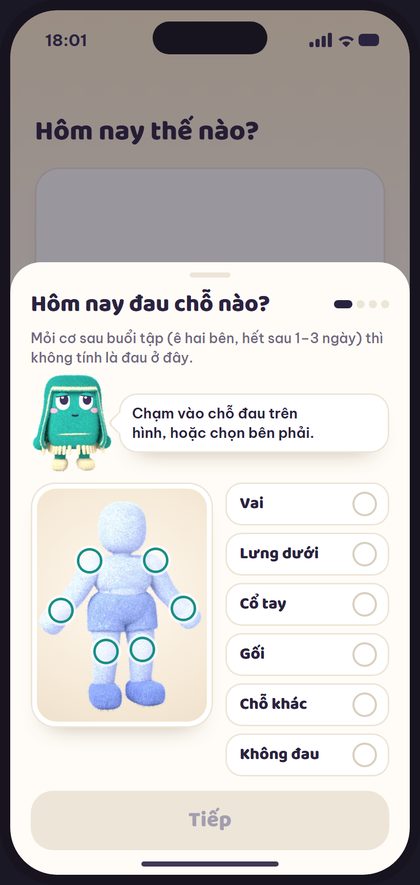 18:01
Hôm nay thế nào?
Hôm nay đau chỗ nào?
Mỏi cơ sau buổi tập (ê hai bên, hết sau 1–3 ngày) thì
không tính là đau ở đây.
Chạm vào chỗ đau trên
hình, hoặc chọn bên phải.
Vai
Lưng dưới
Cổ tay
Gối
Chỗ khác
Không đau
Tiếp